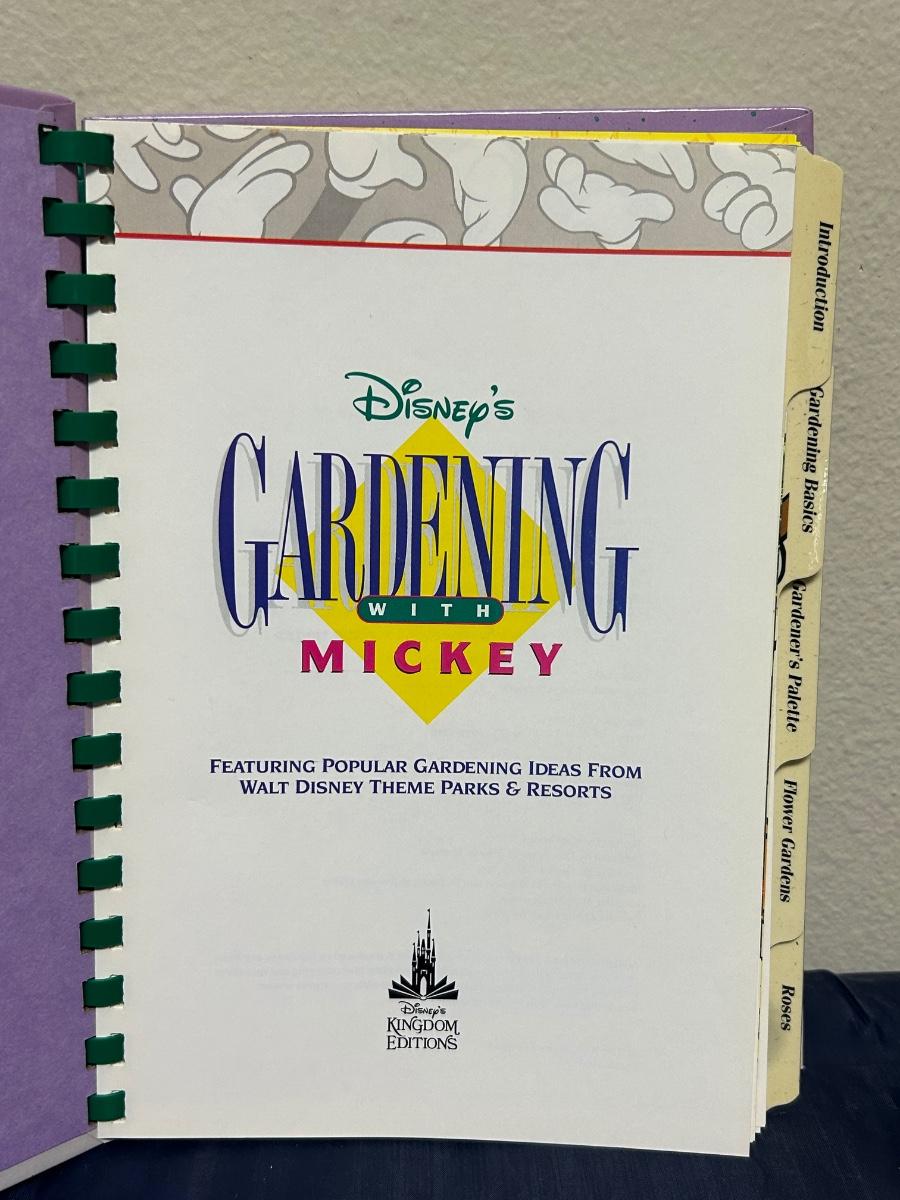 Disney's
GARDENING
WITH
MICKEY
FEATURING POPULAR GARDENING IDEAS FROM
WALT DISNEY THEME PARKS & RESORTS
Disney's
KINGDOM
EDITIONS
Introduction
Gardening Basics
Gardener's Palette
Flower Gardens
Roses